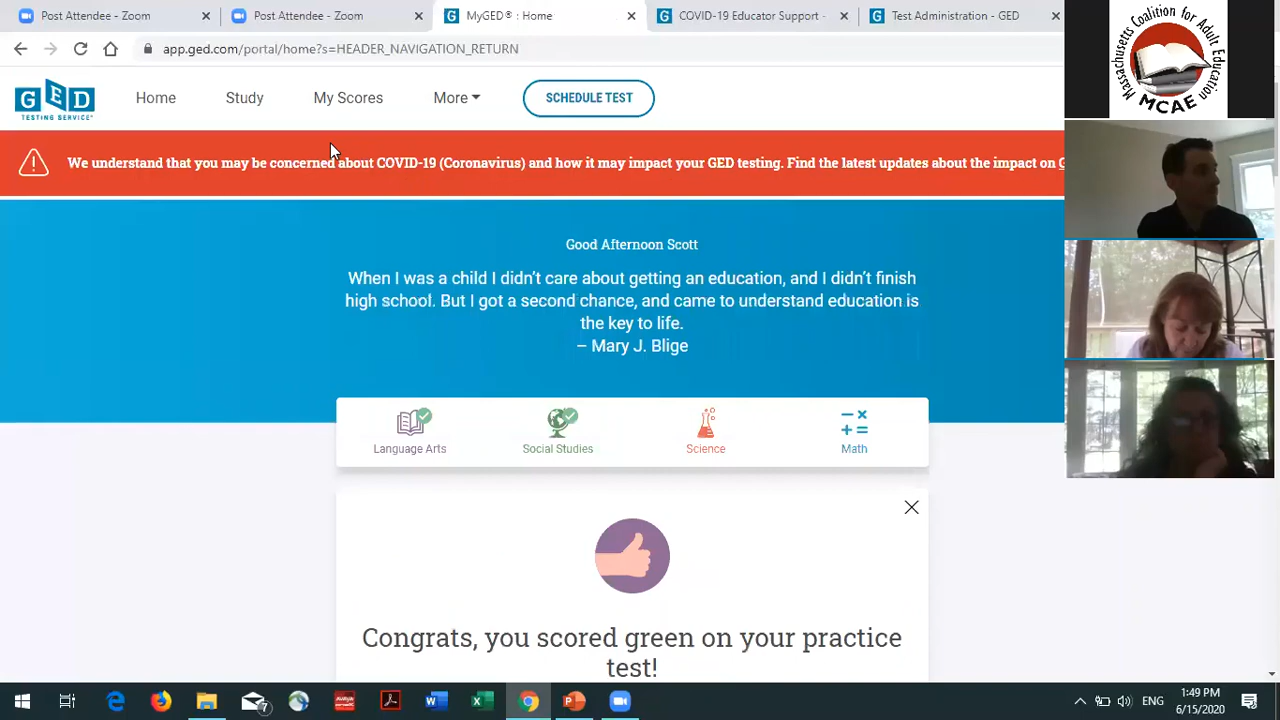 Post Attendee - Zoom
Post Attendee - Zoom
MyGED® : Home
COVID-19 Educator Support -
Test Administration - GED
app.ged.com/portal/home?s=HEADER_NAVIGATION_RETURN
GED
TESTING SERVICE®
Home
Study
My Scores
More
SCHEDULE TEST
We understand that you may be concerned about COVID-19 (Coronavirus) and how it may impact your GED testing. Find the latest updates about the impact on G
Good Afternoon Scott
When I was a child I didn't care about getting an education, and I didn't finish
high school. But I got a second chance, and came to understand education is
the key to life.
– Mary J. Blige
Language Arts
Social Studies
Science
Math
Congrats, you scored green on your practice
test!
Massachusetts Coalition for Adult Education
MCAE
7
ENG
1:49 PM
6/15/2020